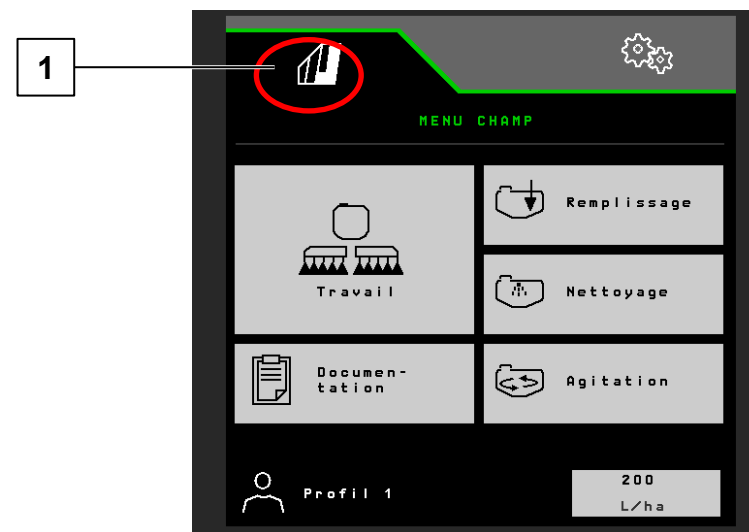 1
MENU CHAMP
Remplissage
Travail
Nettoyage
Documen-
tation
Agitation
Profil 1
200
L/ha